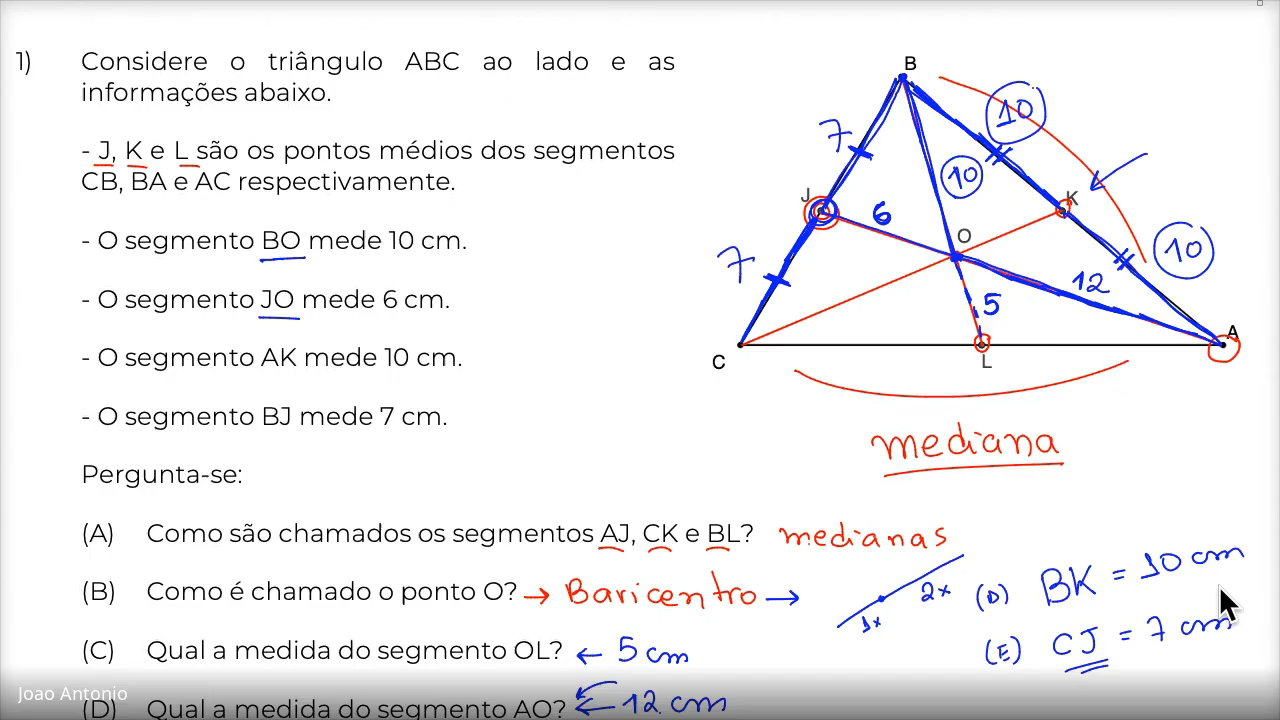 1) Considere o triângulo ABC ao lado e as
informações abaixo.
- J, K e L são os pontos médios dos segmentos
CB, BA e AC respectivamente.
- O segmento BO mede 10 cm.
- O segmento JO mede 6 cm.
- O segmento AK mede 10 cm.
- O segmento BJ mede 7 cm.
Pergunta-se:
(A) Como são chamados os segmentos AJ, CK e BL? medianas
(B) Como é chamado o ponto O? → Baricentro →
(C) Qual a medida do segmento OL? ← 5 cm
(D) Qual a medida do segmento AO? ← 12 cm
B
7
10
10
J
K
6
O
10
7
12
5
A
C
L
mediana
1x
2x
(D) BK = 10 cm
(E) CJ = 7 cm
Joao Antonio